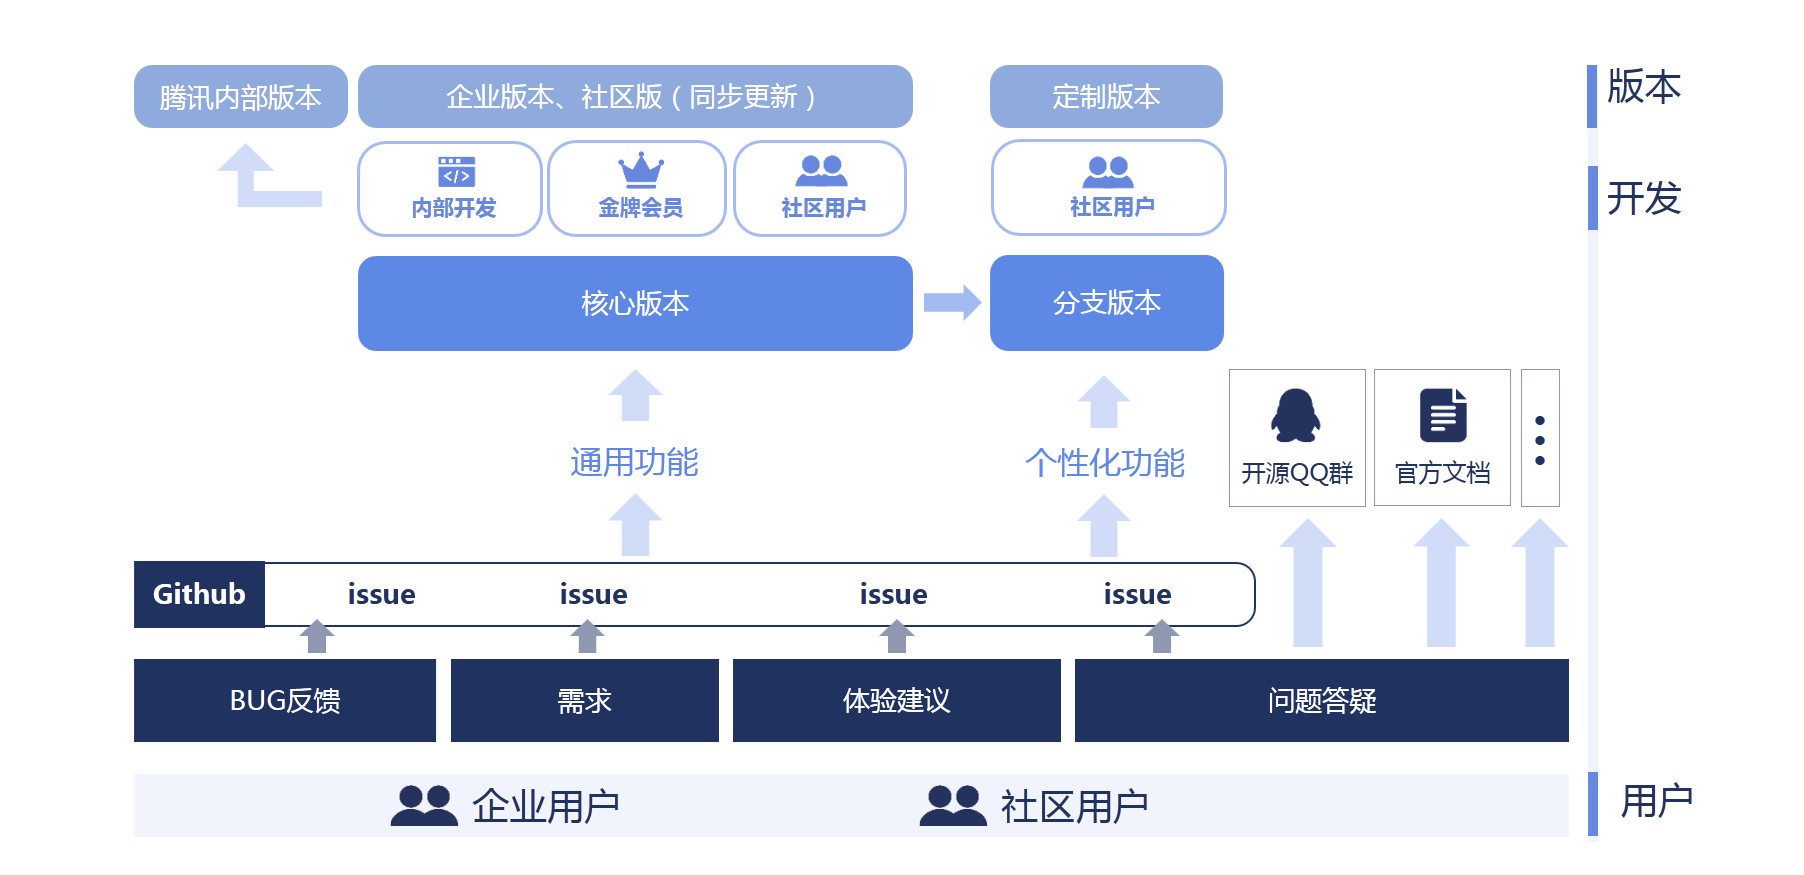 腾讯内部版本
企业版本、社区版（同步更新）
定制版本
版本
内部开发
金牌会员
社区用户
社区用户
开发
核心版本
分支版本
通用功能
个性化功能
开源QQ群
官方文档
Github
issue
issue
issue
issue
BUG反馈
需求
体验建议
问题答疑
企业用户
社区用户
用户